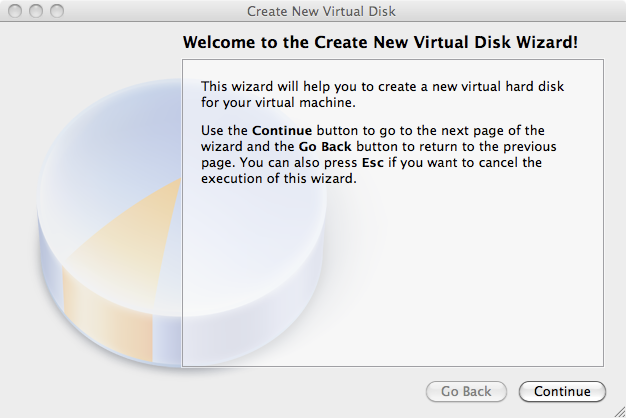 Create New Virtual Disk
Welcome to the Create New Virtual Disk Wizard!
This wizard will help you to create a new virtual hard disk
for your virtual machine.
Use the Continue button to go to the next page of the
wizard and the Go Back button to return to the previous
page. You can also press Esc if you want to cancel the
execution of this wizard.
Go Back
Continue